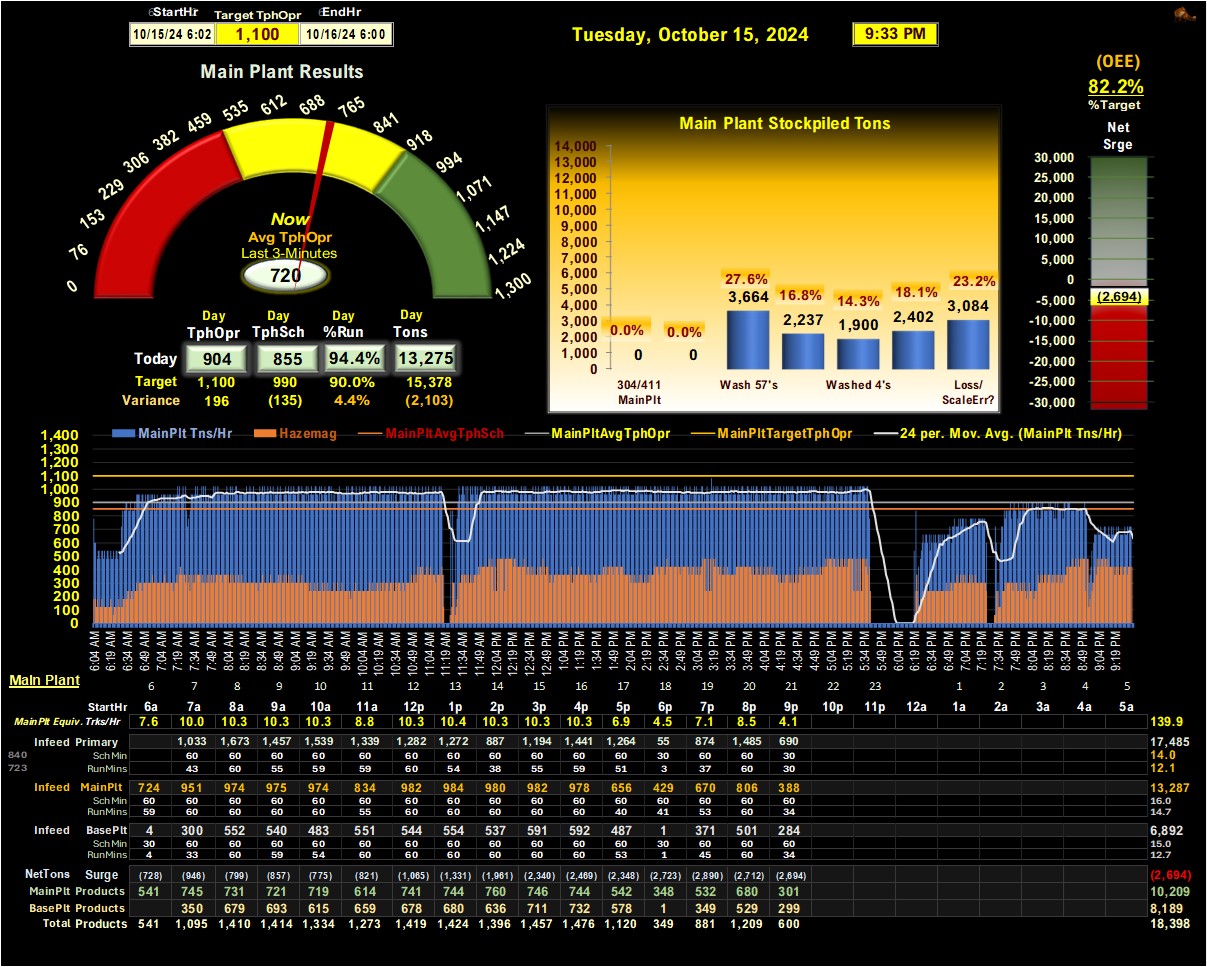 StartHr Target TphOpr EndHr
10/15/24 6:02 1,100 10/16/24 6:00
Tuesday, October 15, 2024 9:33 PM
(OEE)
82.2%
%Target
Net
Srge
30,000
25,000
20,000
15,000
10,000
5,000
0
(2,694)
-5,000
-10,000
-15,000
-20,000
-25,000
-30,000
Main Plant Results
0 76 153 229 306 382 459 535 612 688 765 841 918 994 1,071 1,147 1,224 1,300
Now
Avg TphOpr
Last 3-Minutes
720
Day Day Day Day
TphOpr TphSch %Run Tons
Today 904 855 94.4% 13,275
Target 1,100 990 90.0% 15,378
Variance 196 (135) 4.4% (2,103)
Main Plant Stockpiled Tons
14,000
13,000
12,000
11,000
10,000
9,000
8,000
7,000
6,000
5,000
4,000
3,000
2,000
1,000
0
0.0% 0.0% 27.6% 16.8% 14.3% 18.1% 23.2%
0 0 3,664 2,237 1,900 2,402 3,084
304/411 Wash 57's Washed 4's Loss/
MainPlt ScaleErr?
MainPlt Tns/Hr Hazemag MainPltAvgTphSch MainPltAvgTphOpr MainPltTargetTphOpr 24 per. Mov. Avg. (MainPlt Tns/Hr)
1,400
1,300
1,200
1,100
1,000
900
800
700
600
500
400
300
200
100
0
6:04 AM 6:19 AM 6:34 AM 6:49 AM 7:04 AM 7:19 AM 7:34 AM 7:49 AM 8:04 AM 8:19 AM 8:34 AM 8:49 AM 9:04 AM 9:19 AM 9:34 AM 9:49 AM 10:04 AM 10:19 AM 10:34 AM 10:49 AM 11:04 AM 11:19 AM 11:34 AM 11:49 AM 12:04 PM 12:19 PM 12:34 PM 12:49 PM 1:04 PM 1:19 PM 1:34 PM 1:49 PM 2:04 PM 2:19 PM 2:34 PM 2:49 PM 3:04 PM 3:19 PM 3:34 PM 3:49 PM 4:04 PM 4:19 PM 4:34 PM 4:49 PM 5:04 PM 5:19 PM 5:34 PM 5:49 PM 6:04 PM 6:19 PM 6:34 PM 6:49 PM 7:04 PM 7:19 PM 7:34 PM 7:49 PM 8:04 PM 8:19 PM 8:34 PM 8:49 PM 9:04 PM 9:19 PM
Main Plant
6 7 8 9 10 11 12 13 14 15 16 17 18 19 20 21 22 23 1 2 3 4 5
StartHr 6a 7a 8a 9a 10a 11a 12p 1p 2p 3p 4p 5p 6p 7p 8p 9p 10p 11p 12a 1a 2a 3a 4a 5a
MainPlt Equiv. Trks/Hr 7.6 10.0 10.3 10.3 10.3 8.8 10.3 10.4 10.3 10.3 10.3 6.9 4.5 7.1 8.5 4.1 139.9
Infeed Primary 1,033 1,673 1,457 1,539 1,339 1,282 1,272 887 1,194 1,441 1,264 55 874 1,485 690 17,485
840 Sch Min 60 60 60 60 60 60 60 60 60 60 60 30 60 60 30 14.0
723 RunMins 43 60 55 59 59 60 54 38 55 59 51 3 37 60 30 12.1
Infeed MainPlt 724 951 974 975 974 834 982 984 980 982 978 656 429 670 806 388 13,287
Sch Min 60 60 60 60 60 60 60 60 60 60 60 60 60 60 60 60 16.0
RunMins 59 60 60 60 60 55 60 60 60 60 60 40 41 53 60 34 14.7
Infeed BasePlt 4 300 552 540 483 551 544 554 537 591 592 487 1 371 501 284 6,892
Sch Min 30 60 60 60 60 60 60 60 60 60 60 60 30 60 60 30 15.0
RunMins 4 33 60 59 54 60 60 60 60 60 60 53 1 45 60 34 12.7
NetTons Surge (728) (946) (799) (857) (775) (821) (1,065) (1,331) (1,961) (2,340) (2,469) (2,348) (2,723) (2,890) (2,712) (2,694) (2,694)
MainPlt Products 541 745 731 721 719 614 741 744 760 746 744 542 348 532 680 301 10,209
BasePlt Products 350 679 693 615 659 678 680 636 711 732 578 1 349 529 299 8,189
Total Products 541 1,095 1,410 1,414 1,334 1,273 1,419 1,424 1,396 1,457 1,476 1,120 349 881 1,209 600 18,398